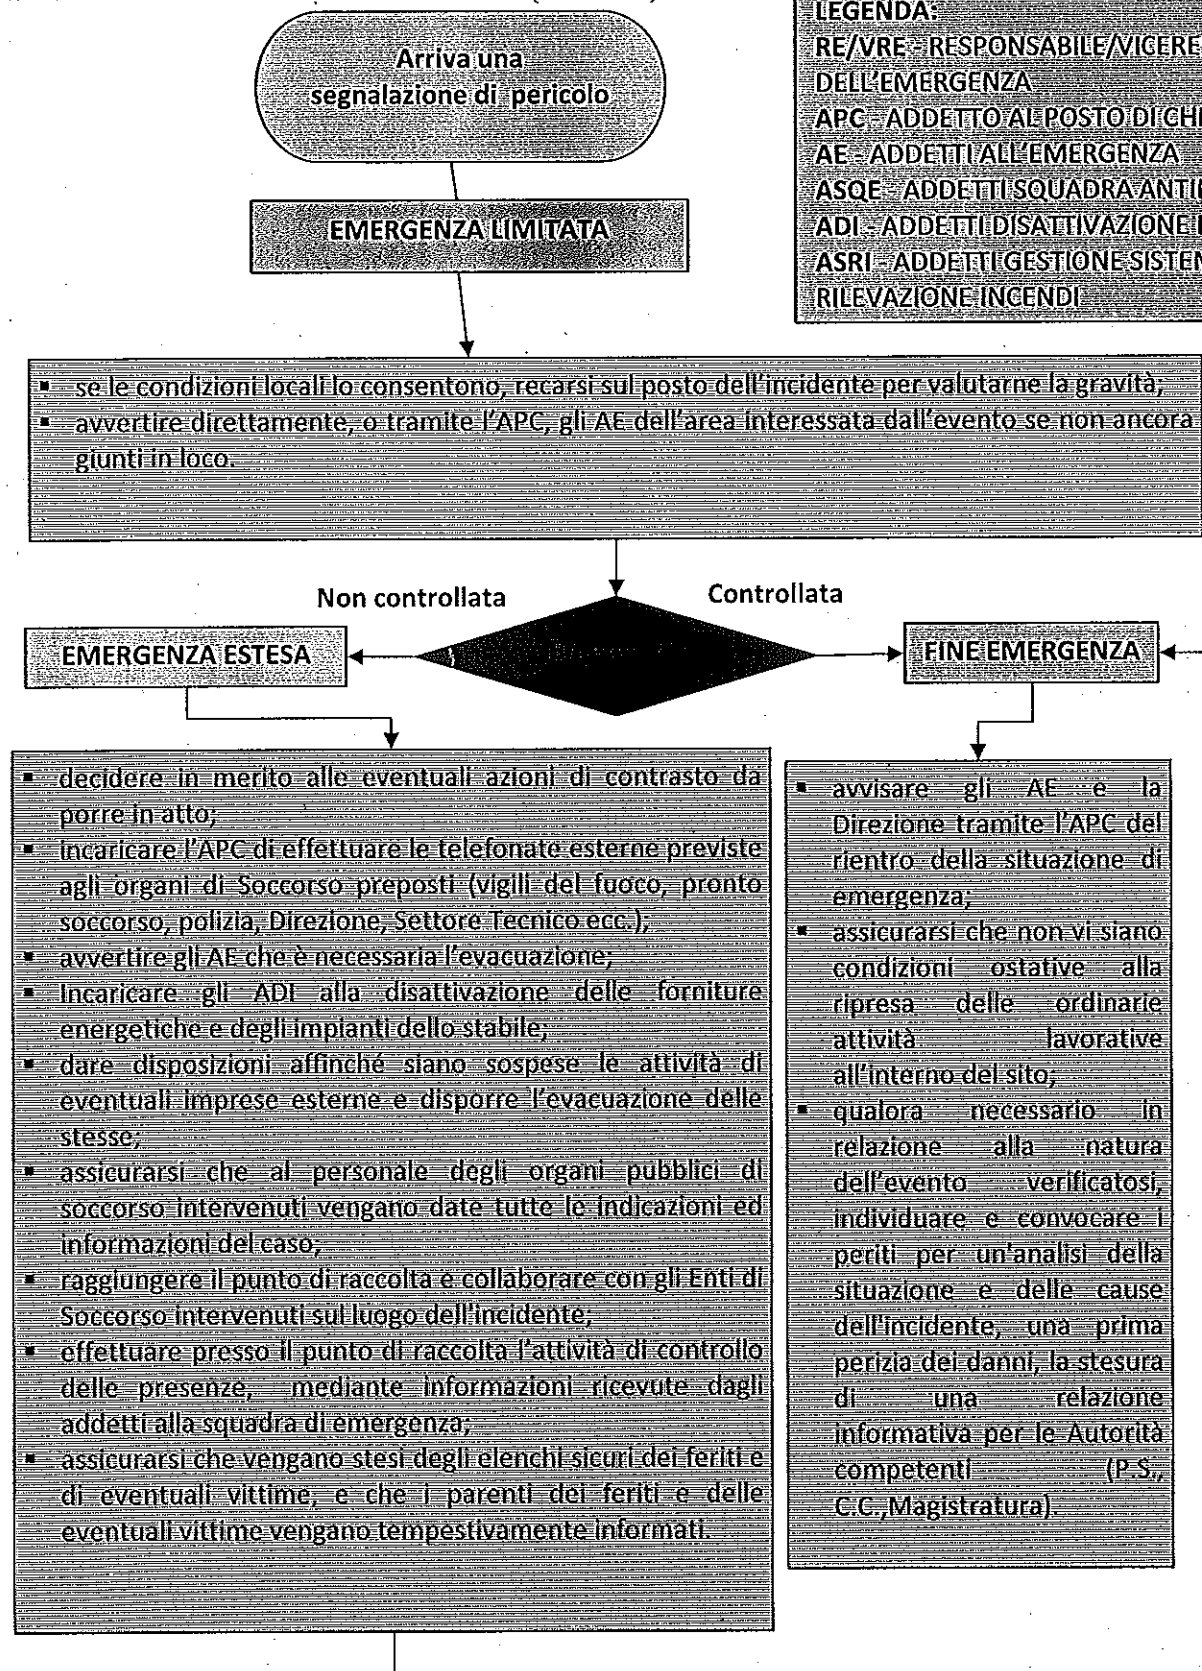 Arriva una
segnalazione di pericolo
LEGENDA:
RE/VRE - RESPONSABILE/VICERE
DELL'EMERGENZA
APC - ADDETTO AL POSTO DI CHI
AE - ADDETTI ALL'EMERGENZA
ASQE - ADDETTI SQUADRA ANTI
ADI - ADDETTI DISATTIVAZIONE
ASRI - ADDETTI GESTIONE SISTEM
RILEVAZIONE INCENDI
EMERGENZA LIMITATA
▪ se le condizioni locali lo consentono, recarsi sul posto dell'incidente per valutarne la gravità;
▪ avvertire direttamente, o tramite l'APC, gli AE dell'area interessata dall'evento se non ancora
giunti in loco.
Non controllata
Controllata
EMERGENZA ESTESA
FINE EMERGENZA
▪ decidere in merito alle eventuali azioni di contrasto da
porre in atto;
▪ incaricare l'APC di effettuare le telefonate esterne previste
agli organi di Soccorso preposti (vigili del fuoco, pronto
soccorso, polizia, Direzione, Settore Tecnico ecc.);
▪ avvertire gli AE che è necessaria l'evacuazione;
▪ Incaricare gli ADI alla disattivazione delle forniture
energetiche e degli impianti dello stabile;
▪ dare disposizioni affinché siano sospese le attività di
eventuali imprese esterne e disporre l'evacuazione delle
stesse;
▪ assicurarsi che al personale degli organi pubblici di
soccorso intervenuti vengano date tutte le indicazioni ed
informazioni del caso;
▪ raggiungere il punto di raccolta e collaborare con gli Enti di
Soccorso intervenuti sul luogo dell'incidente;
▪ effettuare presso il punto di raccolta l'attività di controllo
delle presenze, mediante informazioni ricevute dagli
addetti alla squadra di emergenza;
▪ assicurarsi che vengano stesi degli elenchi sicuri dei feriti e
di eventuali vittime, e che i parenti dei feriti e delle
eventuali vittime vengano tempestivamente informati.
▪ avvisare gli AE e la
Direzione tramite l'APC del
rientro della situazione di
emergenza;
▪ assicurarsi che non vi siano
condizioni ostative alla
ripresa delle ordinarie
attività lavorative
all'interno del sito;
▪ qualora necessario in
relazione alla natura
dell'evento verificatosi,
individuare e convocare i
periti per un'analisi della
situazione e delle cause
dell'incidente, una prima
perizia dei danni, la stesura
di una relazione
informativa per le Autorità
competenti (P.S.,
C.C.,Magistratura).